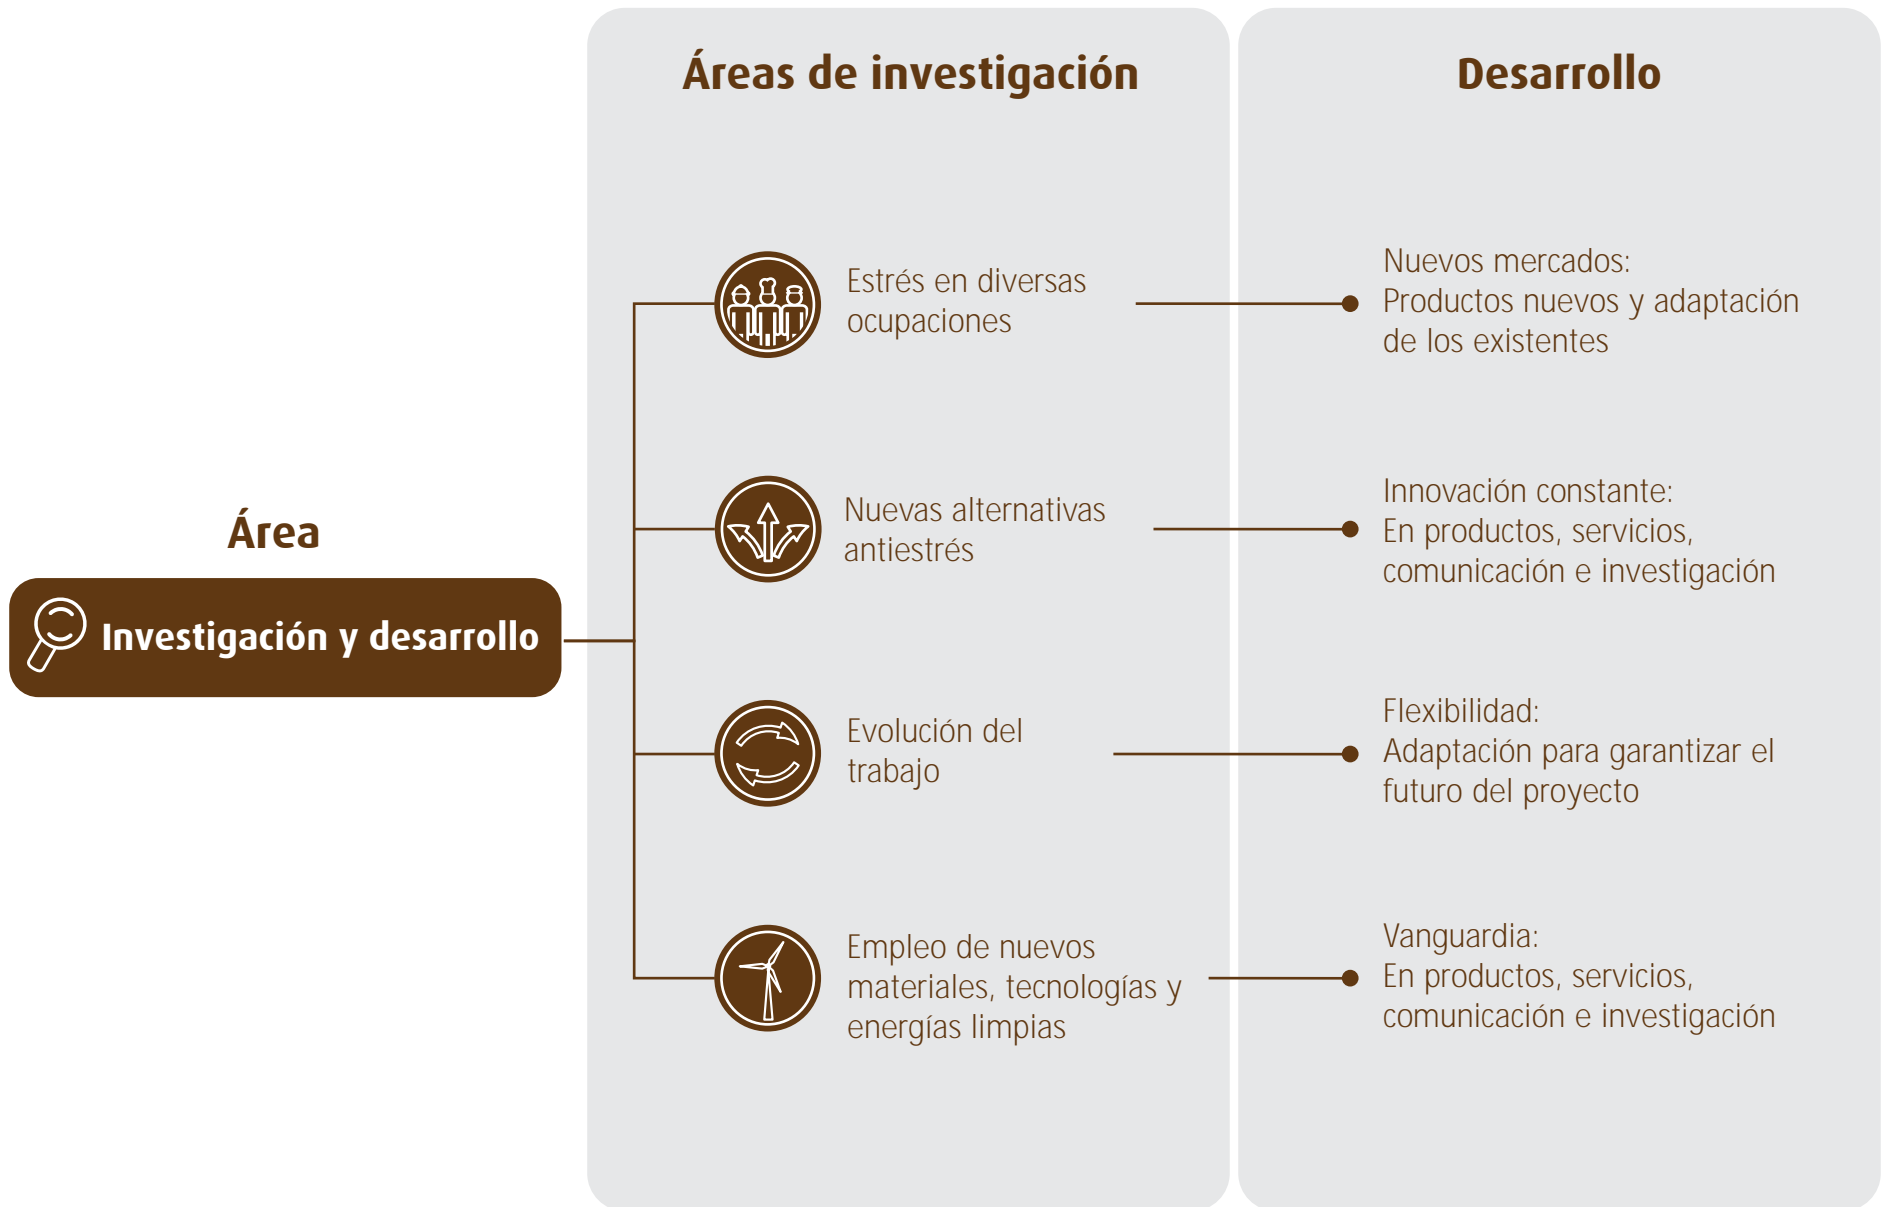 Área
Investigación y desarrollo
Áreas de investigación
Estrés en diversas
ocupaciones
Nuevas alternativas
antiestrés
Evolución del
trabajo
Empleo de nuevos
materiales, tecnologías y
energías limpias
Desarrollo
Nuevos mercados:
Productos nuevos y adaptación
de los existentes
Innovación constante:
En productos, servicios,
comunicación e investigación
Flexibilidad:
Adaptación para garantizar el
futuro del proyecto
Vanguardia:
En productos, servicios,
comunicación e investigación